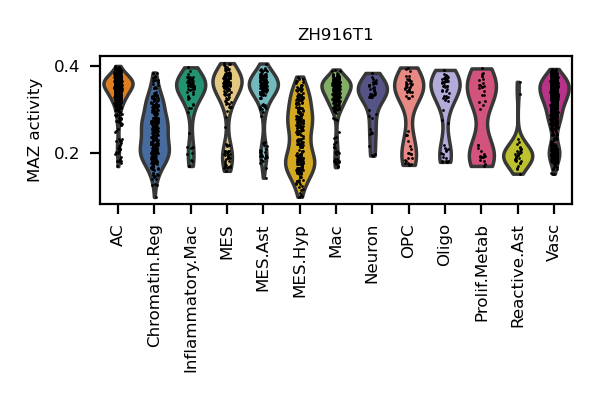 ZH916T1
MAZ activity
0.4
0.2
AC
Chromatin.Reg
Inflammatory.Mac
MES
MES.Ast
MES.Hyp
Mac
Neuron
OPC
Oligo
Prolif.Metab
Reactive.Ast
Vasc